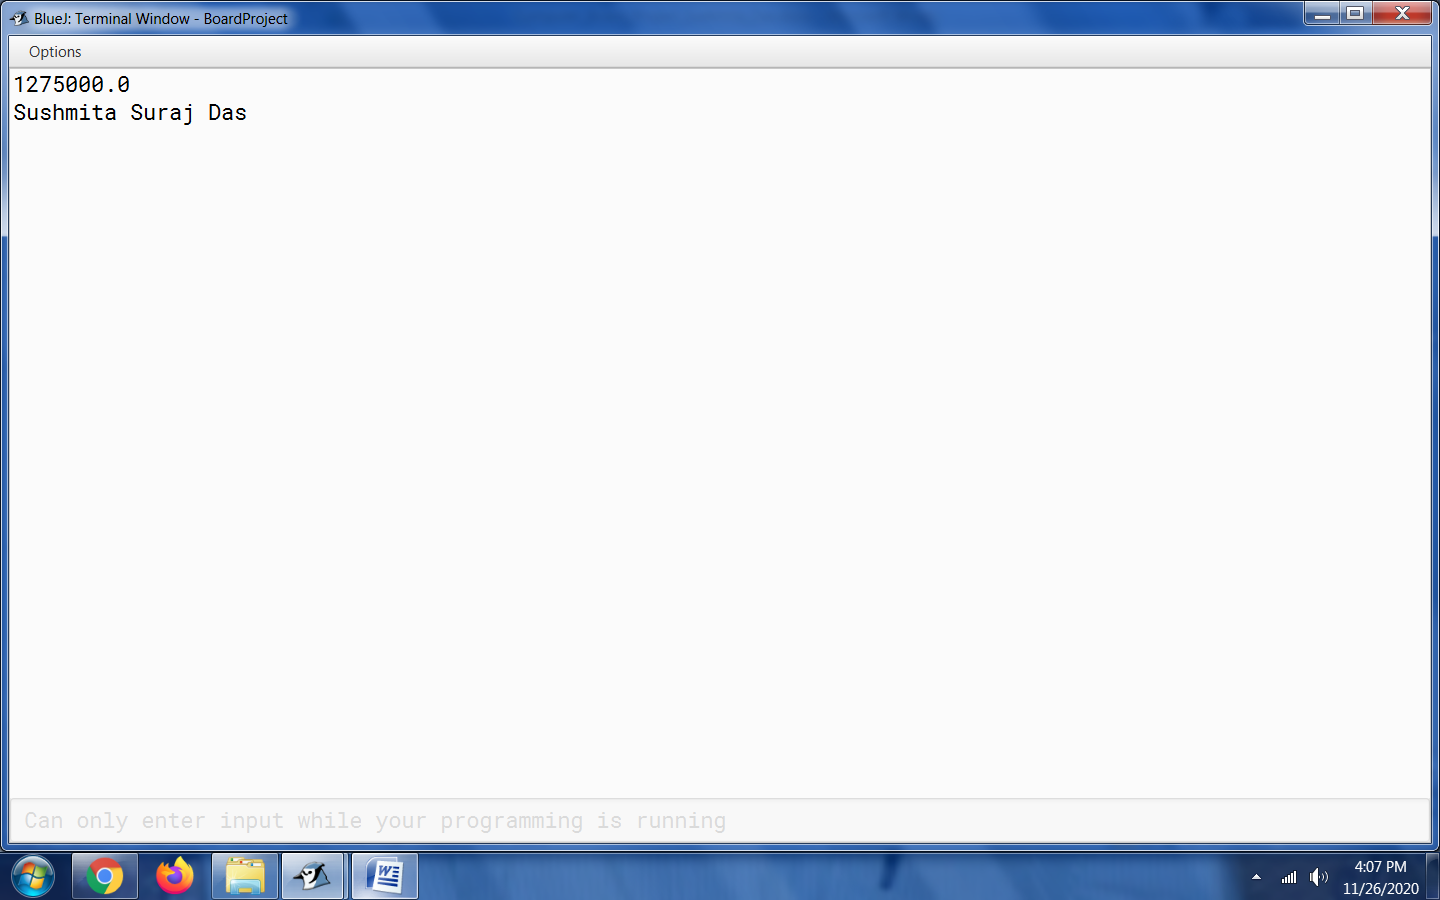 BlueJ: Terminal Window - BoardProject
Options
1275000.0
Sushmita Suraj Das
Can only enter input while your programming is running
4:07 PM
11/26/2020